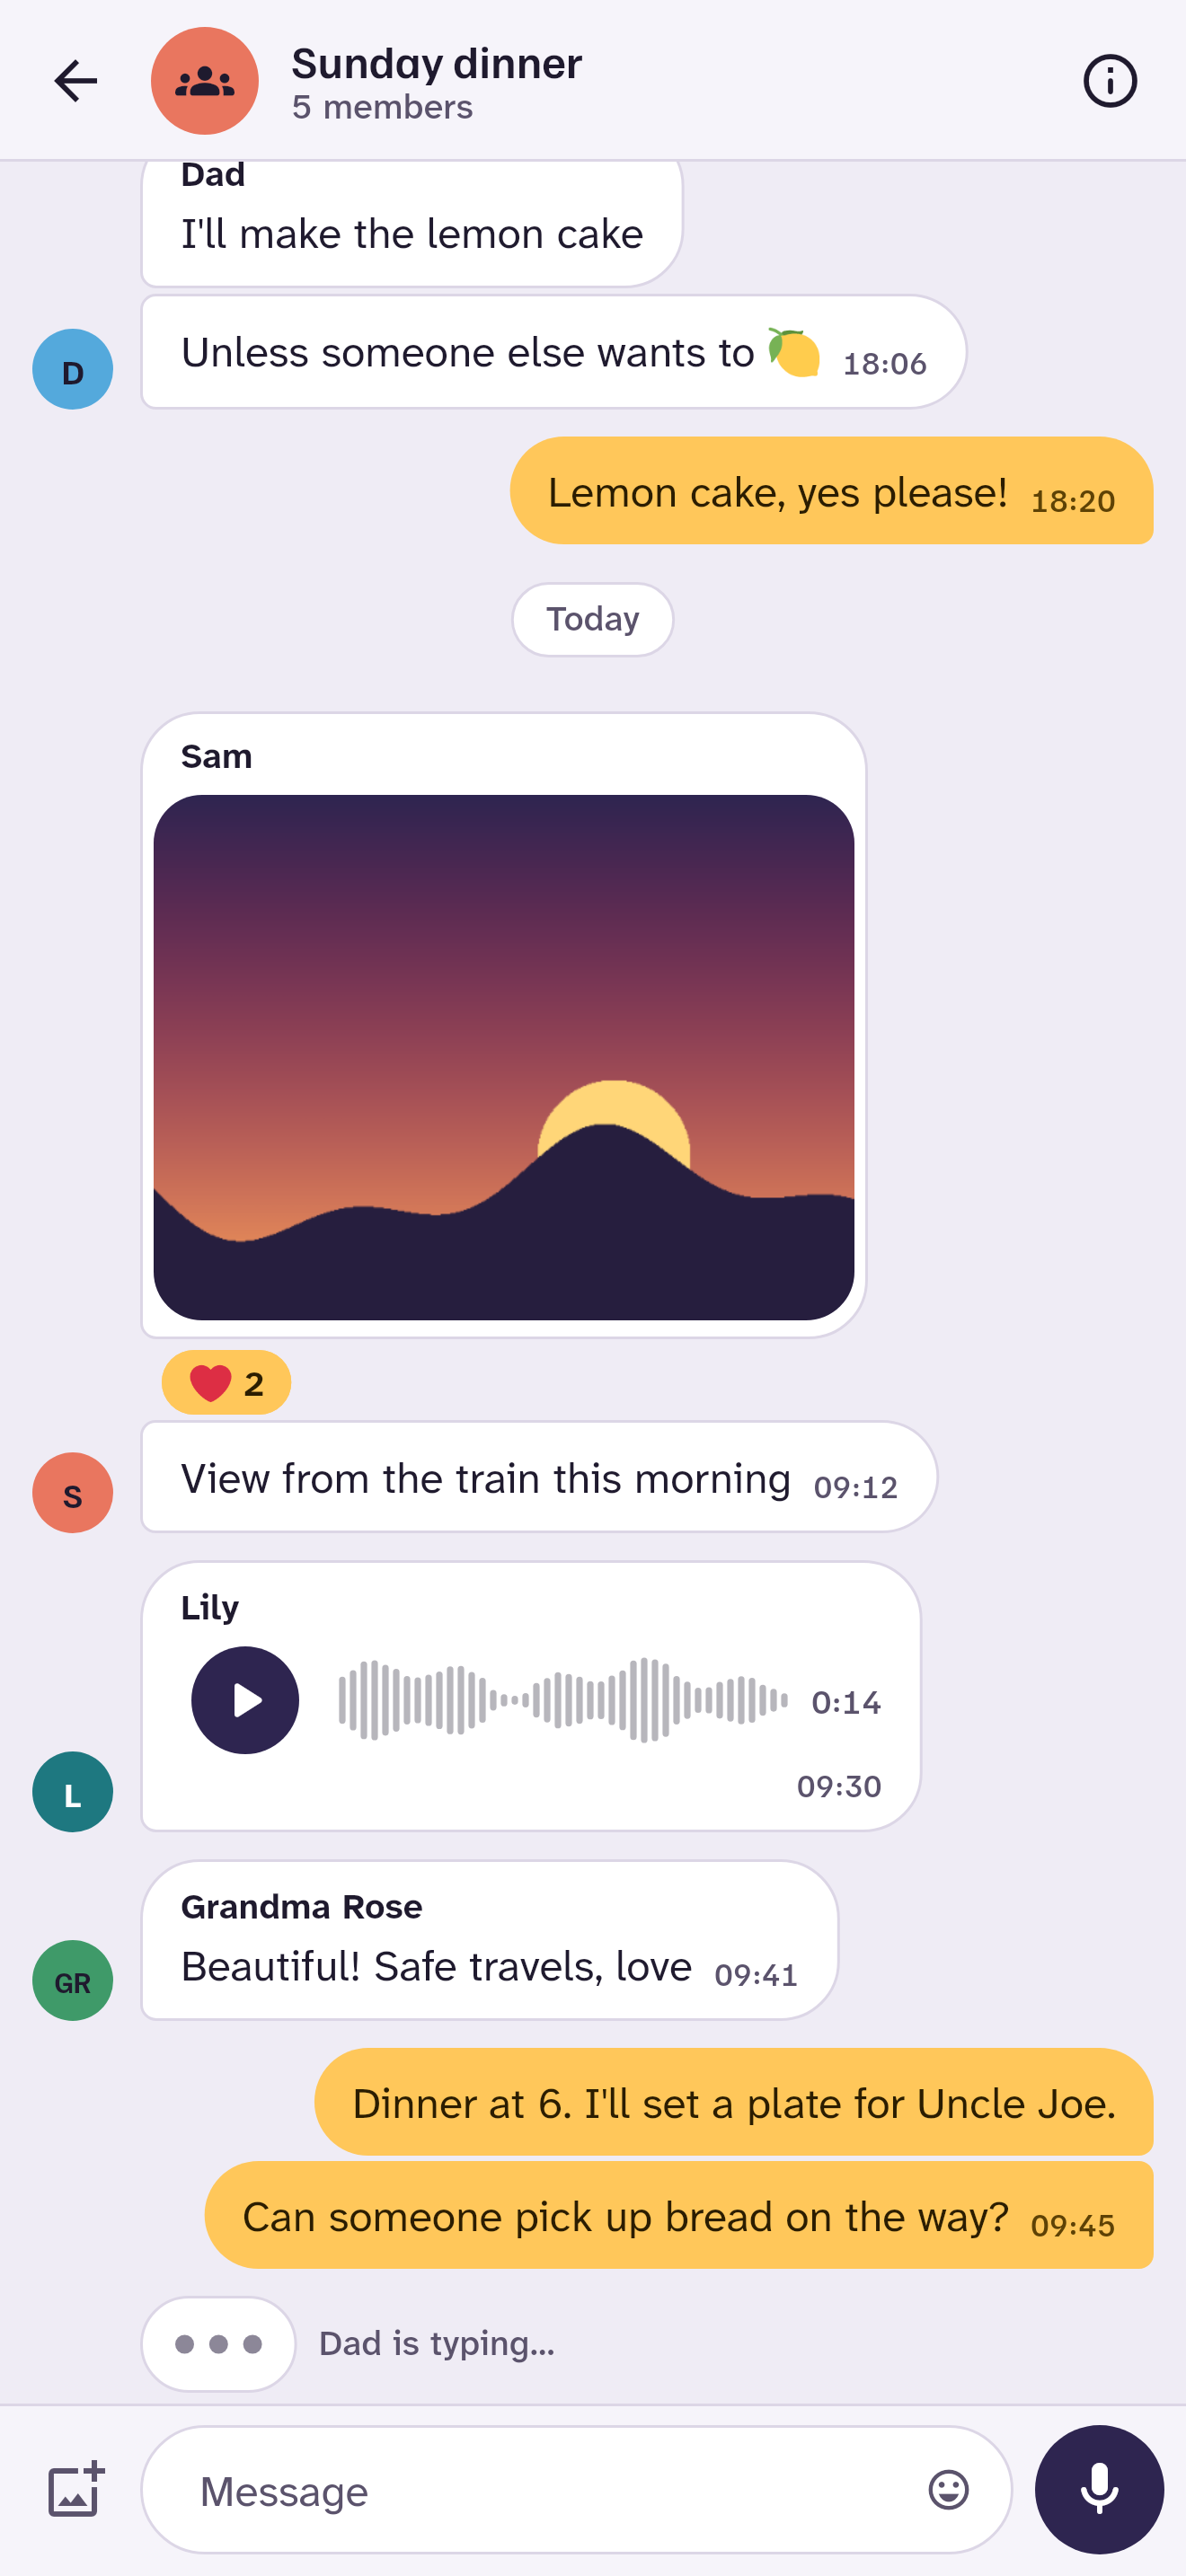 Sunday dinner
5 members
Dad
I'll make the lemon cake
Unless someone else wants to 🍋 18:06
D
Lemon cake, yes please! 18:20
Today
Sam
❤️ 2
View from the train this morning 09:12
S
Lily
0:14
09:30
L
Grandma Rose
Beautiful! Safe travels, love 09:41
GR
Dinner at 6. I'll set a plate for Uncle Joe.
Can someone pick up bread on the way? 09:45
Dad is typing...
Message